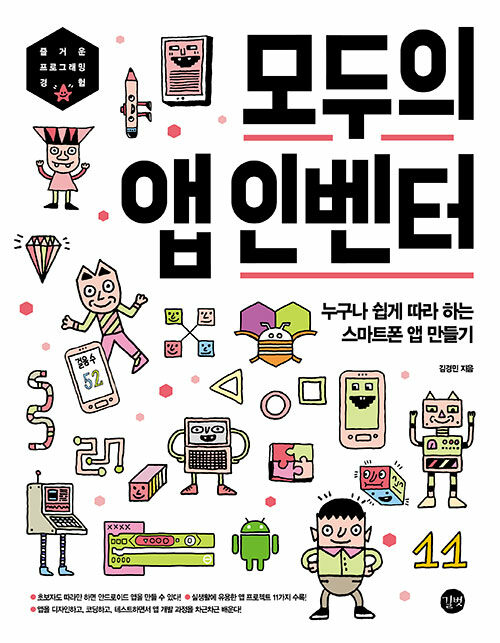 즐거운
프로그래밍
경험
모두의
앱 인벤터
누구나 쉽게 따라 하는
스마트폰 앱 만들기
김경민 지음
걸음 수
52
XXXX
11
초보자도 따라만 하면 안드로이드 앱을 만들 수 있다! 실생활에 유용한 앱 프로젝트 11가지 수록!
앱을 디자인하고, 코딩하고, 테스트하면서 앱 개발 과정을 차근차근 배운다!
길벗